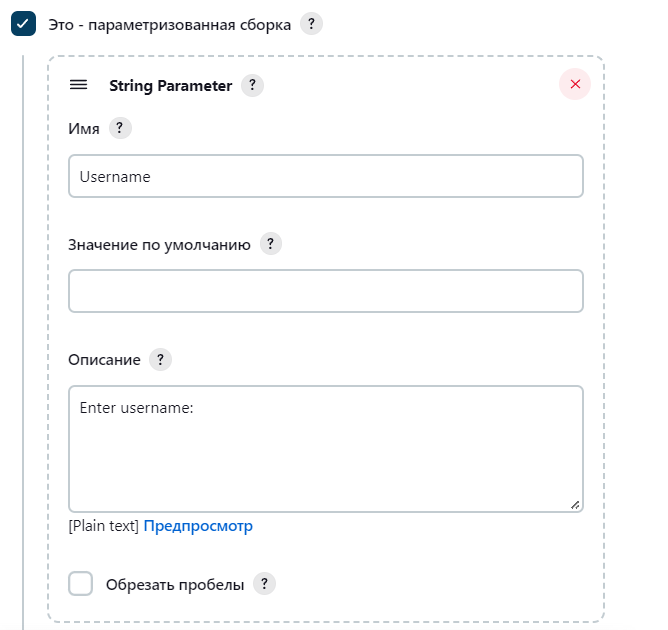 Это - параметризованная сборка ?
String Parameter ?
Имя ?
Username
Значение по умолчанию ?
Описание ?
Enter username:
[Plain text] Предпросмотр
Обрезать пробелы ?